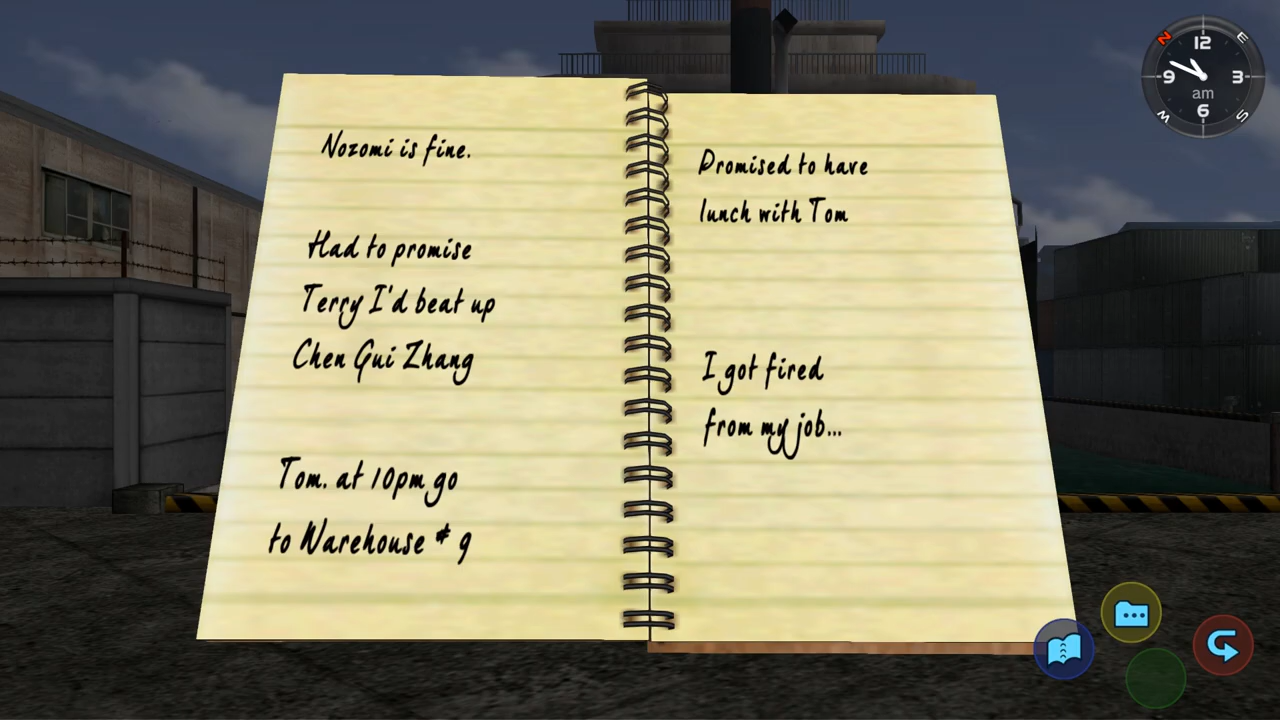 Nozomi is fine.
Had to promise
Terry I'd beat up
Chen Gui Zhang
Tom. at 10pm go
to Warehouse # 9
Promised to have
lunch with Tom
I got fired
from my job...
N
E
S
W
12
3
6
9
am